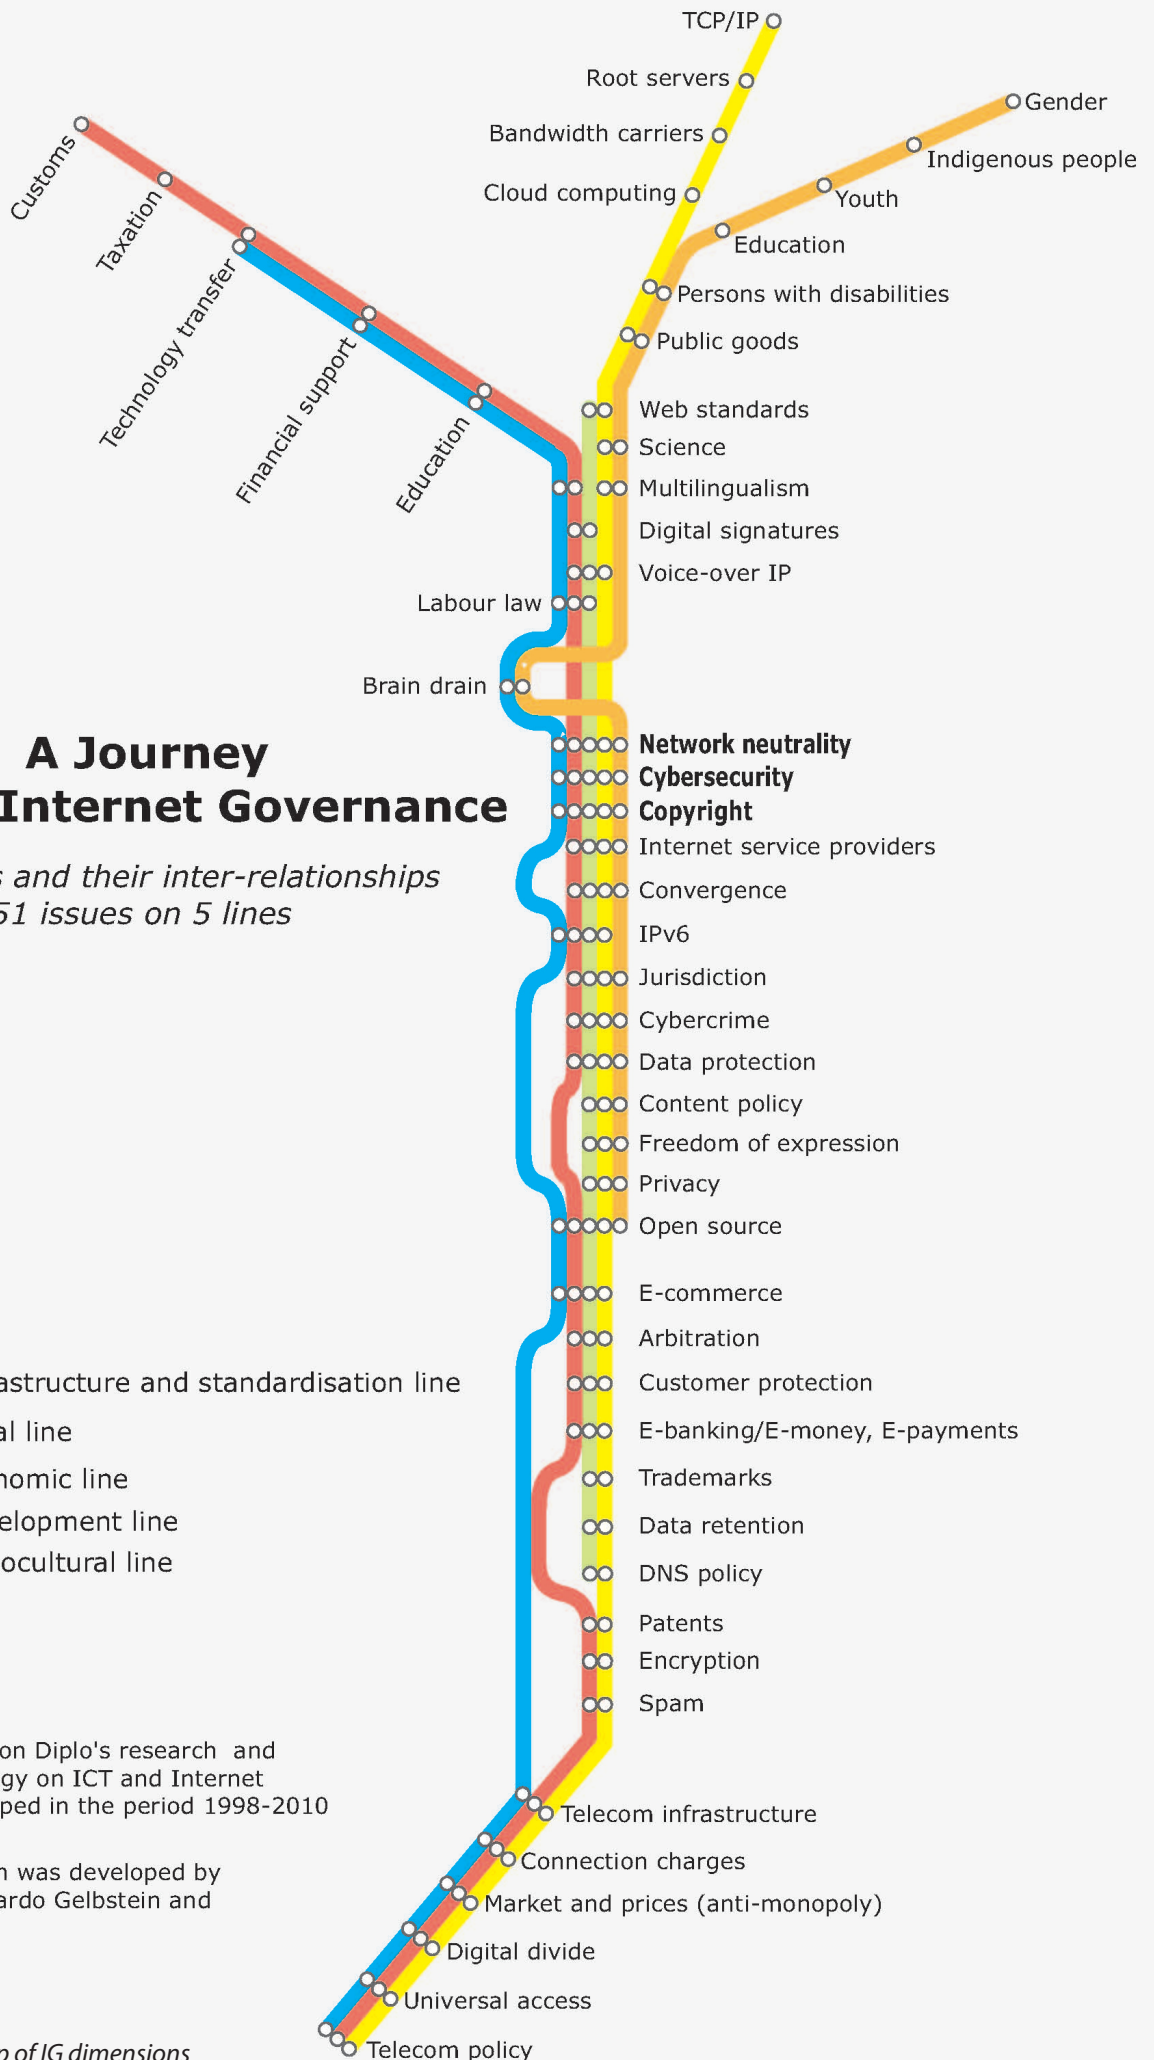 TCP/IP
Root servers
Bandwidth carriers
Cloud computing
Gender
Indigenous people
Youth
Education
Persons with disabilities
Public goods
Customs
Taxation
Technology transfer
Financial support
Education
Web standards
Science
Multilingualism
Digital signatures
Voice-over IP
Labour law
Brain drain
A Journey
Internet Governance
s and their inter-relationships
51 issues on 5 lines
Network neutrality
Cybersecurity
Copyright
Internet service providers
Convergence
IPv6
Jurisdiction
Cybercrime
Data protection
Content policy
Freedom of expression
Privacy
Open source
E-commerce
Arbitration
Customer protection
E-banking/E-money, E-payments
Trademarks
Data retention
DNS policy
Patents
Encryption
Spam
astructure and standardisation line
al line
nomic line
elopment line
ocultural line
on Diplo's research and
gy on ICT and Internet
ped in the period 1998-2010
was developed by
ardo Gelbstein and
Telecom infrastructure
Connection charges
Market and prices (anti-monopoly)
Digital divide
Universal access
Telecom policy
of IG dimensions